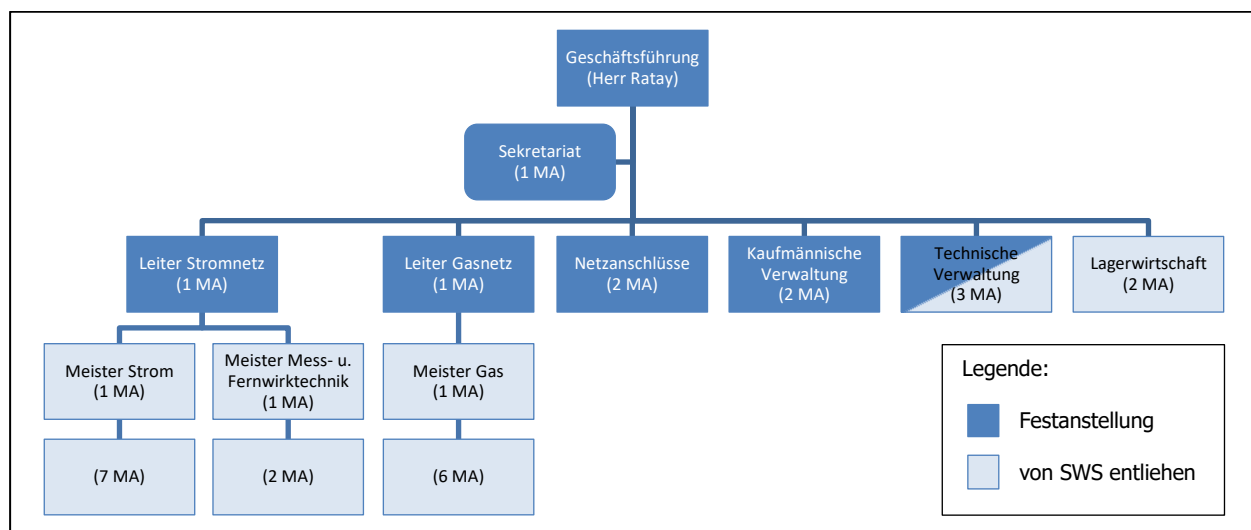 Geschäftsführung
(Herr Ratay)
Sekretariat
(1 MA)
Leiter Stromnetz
(1 MA)
Leiter Gasnetz
(1 MA)
Netzanschlüsse
(2 MA)
Kaufmännische
Verwaltung
(2 MA)
Technische
Verwaltung
(3 MA)
Lagerwirtschaft
(2 MA)
Meister Strom
(1 MA)
Meister Mess- u.
Fernwirktechnik
(1 MA)
Meister Gas
(1 MA)
(7 MA)
(2 MA)
(6 MA)
Legende:
Festanstellung
von SWS entliehen